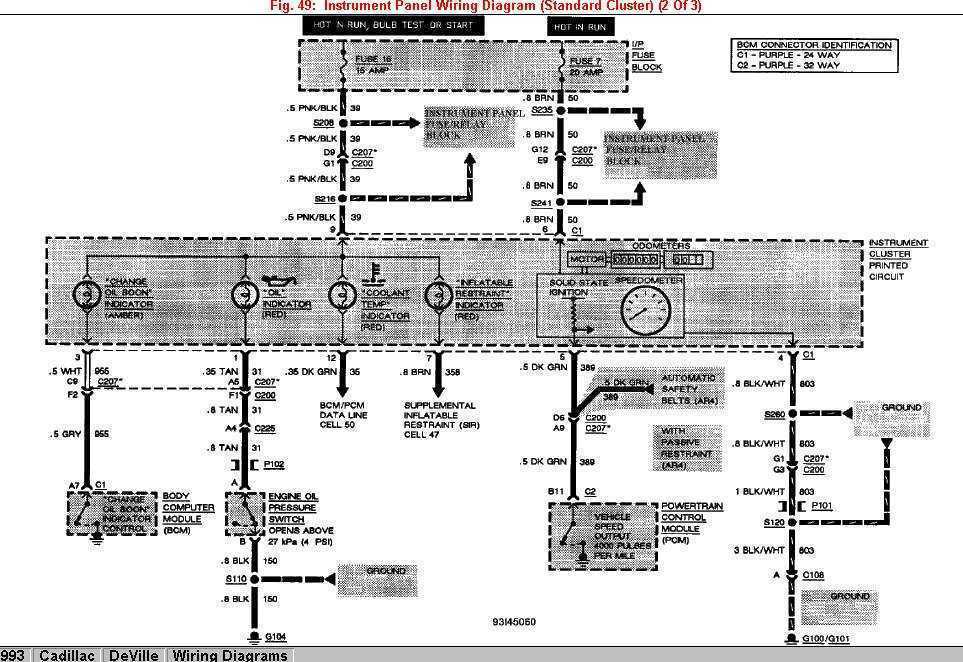 Fig. 49: Instrument Panel Wiring Diagram (Standard Cluster) (2 Of 3)
HOT IN RUN, BULB TEST OR START
HOT IN RUN
I/P
FUSE
BLOCK
FUSE 16
15 AMP
FUSE 7
20 AMP
BCM CONNECTOR IDENTIFICATION
C1 - PURPLE - 24 WAY
C2 - PURPLE - 32 WAY
.5 PNK/BLK 39
S208
INSTRUMENT PANEL
FUSE/RELAY
BLOCK
.8 BRN 50
S235
.5 PNK/BLK 39
.8 BRN 50
INSTRUMENT PANEL
FUSE/RELAY
BLOCK
D9 C207*
G1 C200
G12 C207*
E9 C200
.5 PNK/BLK 39
.8 BRN 50
S216
S241
.5 PNK/BLK 39
.8 BRN 50
9
6 C1
INSTRUMENT
CLUSTER
PRINTED
CIRCUIT
ODOMETERS
MOTOR
"CHANGE
OIL SOON"
INDICATOR
(AMBER)
"OIL"
INDICATOR
(RED)
"COOLANT
TEMP"
INDICATOR
(RED)
"INFLATABLE
RESTRAINT"
INDICATOR
(RED)
SOLID STATE
IGNITION
SPEEDOMETER
3
1
12
7
5
4 C1
.5 WHT 955
C9 C207*
F2
.35 TAN 31
A5 C207*
F1 C200
.35 DK GRN 35
.8 BRN 358
.5 DK GRN 389
.8 BLK/WHT 803
BCM/PCM
DATA LINE
CELL 50
SUPPLEMENTAL
INFLATABLE
RESTRAINT (SIR)
CELL 47
.5 DK GRN
389
AUTOMATIC
SAFETY
BELTS (AR4)
GROUND
S260
D6 C200
A9 C207*
WITH
PASSIVE
RESTRAINT
(AR4)
.5 GRY 955
.8 TAN 31
A4 C225
.8 TAN 31
P102
.8 BLK/WHT 803
G1 C207*
G3 C200
.5 DK GRN 389
1 BLK/WHT 803
P101
S120
A7 C1
"CHANGE
OIL SOON"
INDICATOR
CONTROL
BODY
COMPUTER
MODULE
(BCM)
A
ENGINE OIL
PRESSURE
SWITCH
OPENS ABOVE
27 kPa (4 PSI)
B
B11 C2
VEHICLE
SPEED
OUTPUT
4000 PULSES
PER MILE
POWERTRAIN
CONTROL
MODULE
(PCM)
3 BLK/WHT 803
.8 BLK 150
S110
GROUND
A C108
.8 BLK 150
GROUND
G104
93I45060
G100/G101
993 Cadillac DeVille Wiring Diagrams